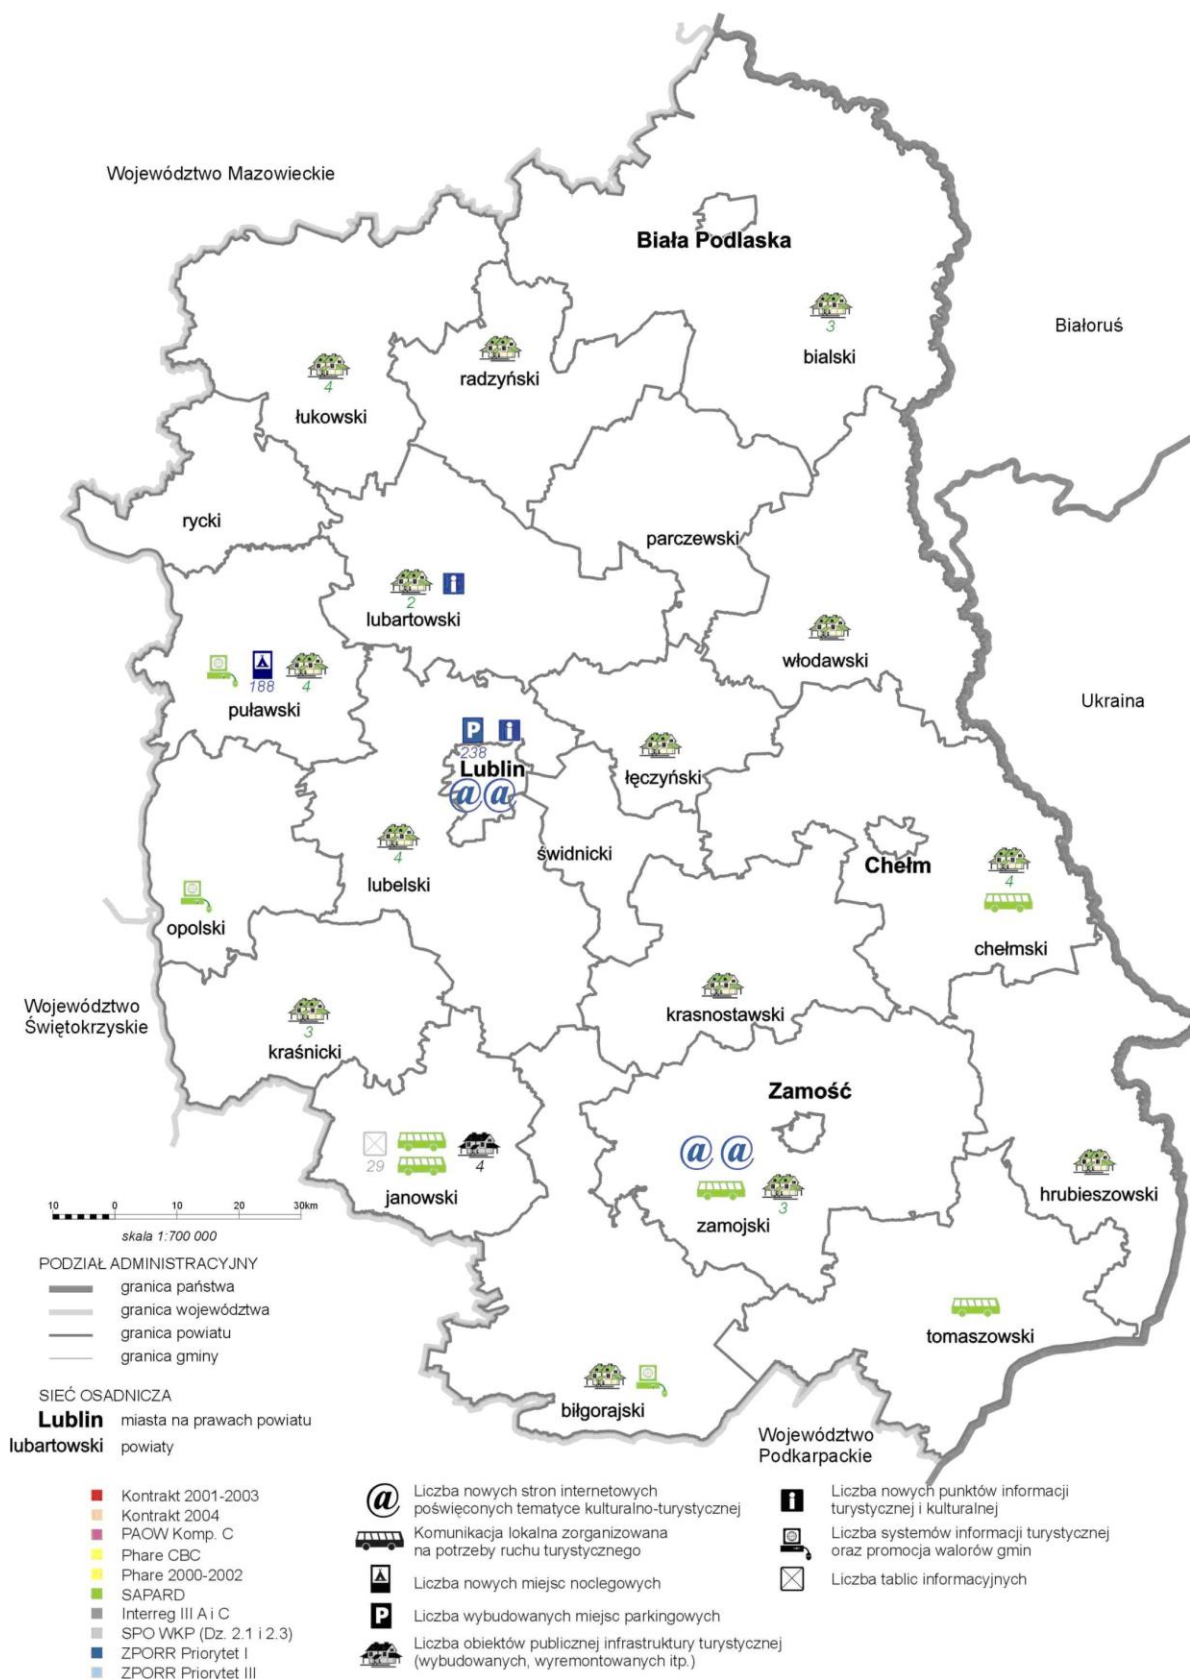 Województwo Mazowieckie
Biała Podlaska
3
bialski
Białoruś
radzyński
4
łukowski
rycki
parczewski
2
lubartowski
włodawski
188
4
puławski
Ukraina
P
i
238
Lublin
@ @
łęczyński
4
lubelski
świdnicki
Chełm
4
chełmski
opolski
Województwo
Świętokrzyskie
3
kraśnicki
krasnostawski
Zamość
29
4
janowski
@ @
3
zamojski
hrubieszowski
10 0 10 20 30km
skala 1:700 000
tomaszowski
biłgorajski
Województwo
Podkarpackie
PODZIAŁ ADMINISTRACYJNY
granica państwa
granica województwa
granica powiatu
granica gminy
SIEĆ OSADNICZA
Lublin miasta na prawach powiatu
lubartowski powiaty
Kontrakt 2001-2003
Kontrakt 2004
PAOW Komp. C
Phare CBC
Phare 2000-2002
SAPARD
Interreg III A i C
SPO WKP (Dz. 2.1 i 2.3)
ZPORR Priorytet I
ZPORR Priorytet III
@ Liczba nowych stron internetowych
poświęconych tematyce kulturalno-turystycznej
Komunikacja lokalna zorganizowana
na potrzeby ruchu turystycznego
Liczba nowych miejsc noclegowych
P Liczba wybudowanych miejsc parkingowych
Liczba obiektów publicznej infrastruktury turystycznej
(wybudowanych, wyremontowanych itp.)
i Liczba nowych punktów informacji
turystycznej i kulturalnej
Liczba systemów informacji turystycznej
oraz promocja walorów gmin
Liczba tablic informacyjnych